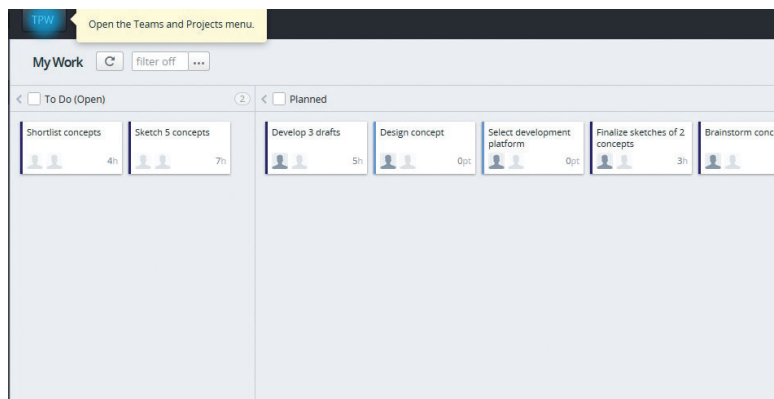 TPW
Open the Teams and Projects menu.
My Work
filter off
...
To Do (Open)
2
Planned
Shortlist concepts
4h
Sketch 5 concepts
7h
Develop 3 drafts
5h
Design concept
0pt
Select development
platform
0pt
Finalize sketches of 2
concepts
3h
Brainstorm conc